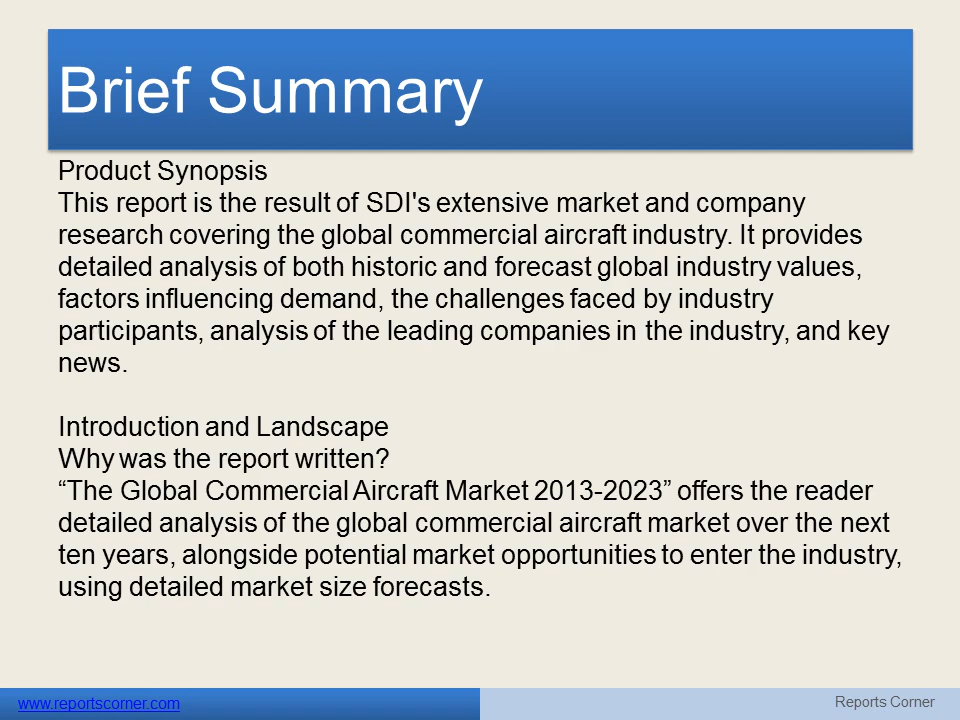 Brief Summary
Product Synopsis
This report is the result of SDI's extensive market and company
research covering the global commercial aircraft industry. It provides
detailed analysis of both historic and forecast global industry values,
factors influencing demand, the challenges faced by industry
participants, analysis of the leading companies in the industry, and key
news.
Introduction and Landscape
Why was the report written?
“The Global Commercial Aircraft Market 2013-2023” offers the reader
detailed analysis of the global commercial aircraft market over the next
ten years, alongside potential market opportunities to enter the industry,
using detailed market size forecasts.
www.reportscorner.com
Reports Corner